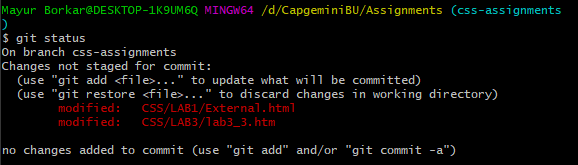 Mayur Borkar@DESKTOP-1K9UM6Q MINGW64 /d/CapgeminiBU/Assignments (css-assignments
)
$ git status
On branch css-assignments
Changes not staged for commit:
  (use "git add <file>..." to update what will be committed)
  (use "git restore <file>..." to discard changes in working directory)
        modified:   CSS/LAB1/External.html
        modified:   CSS/LAB3/lab3_3.htm

no changes added to commit (use "git add" and/or "git commit -a")